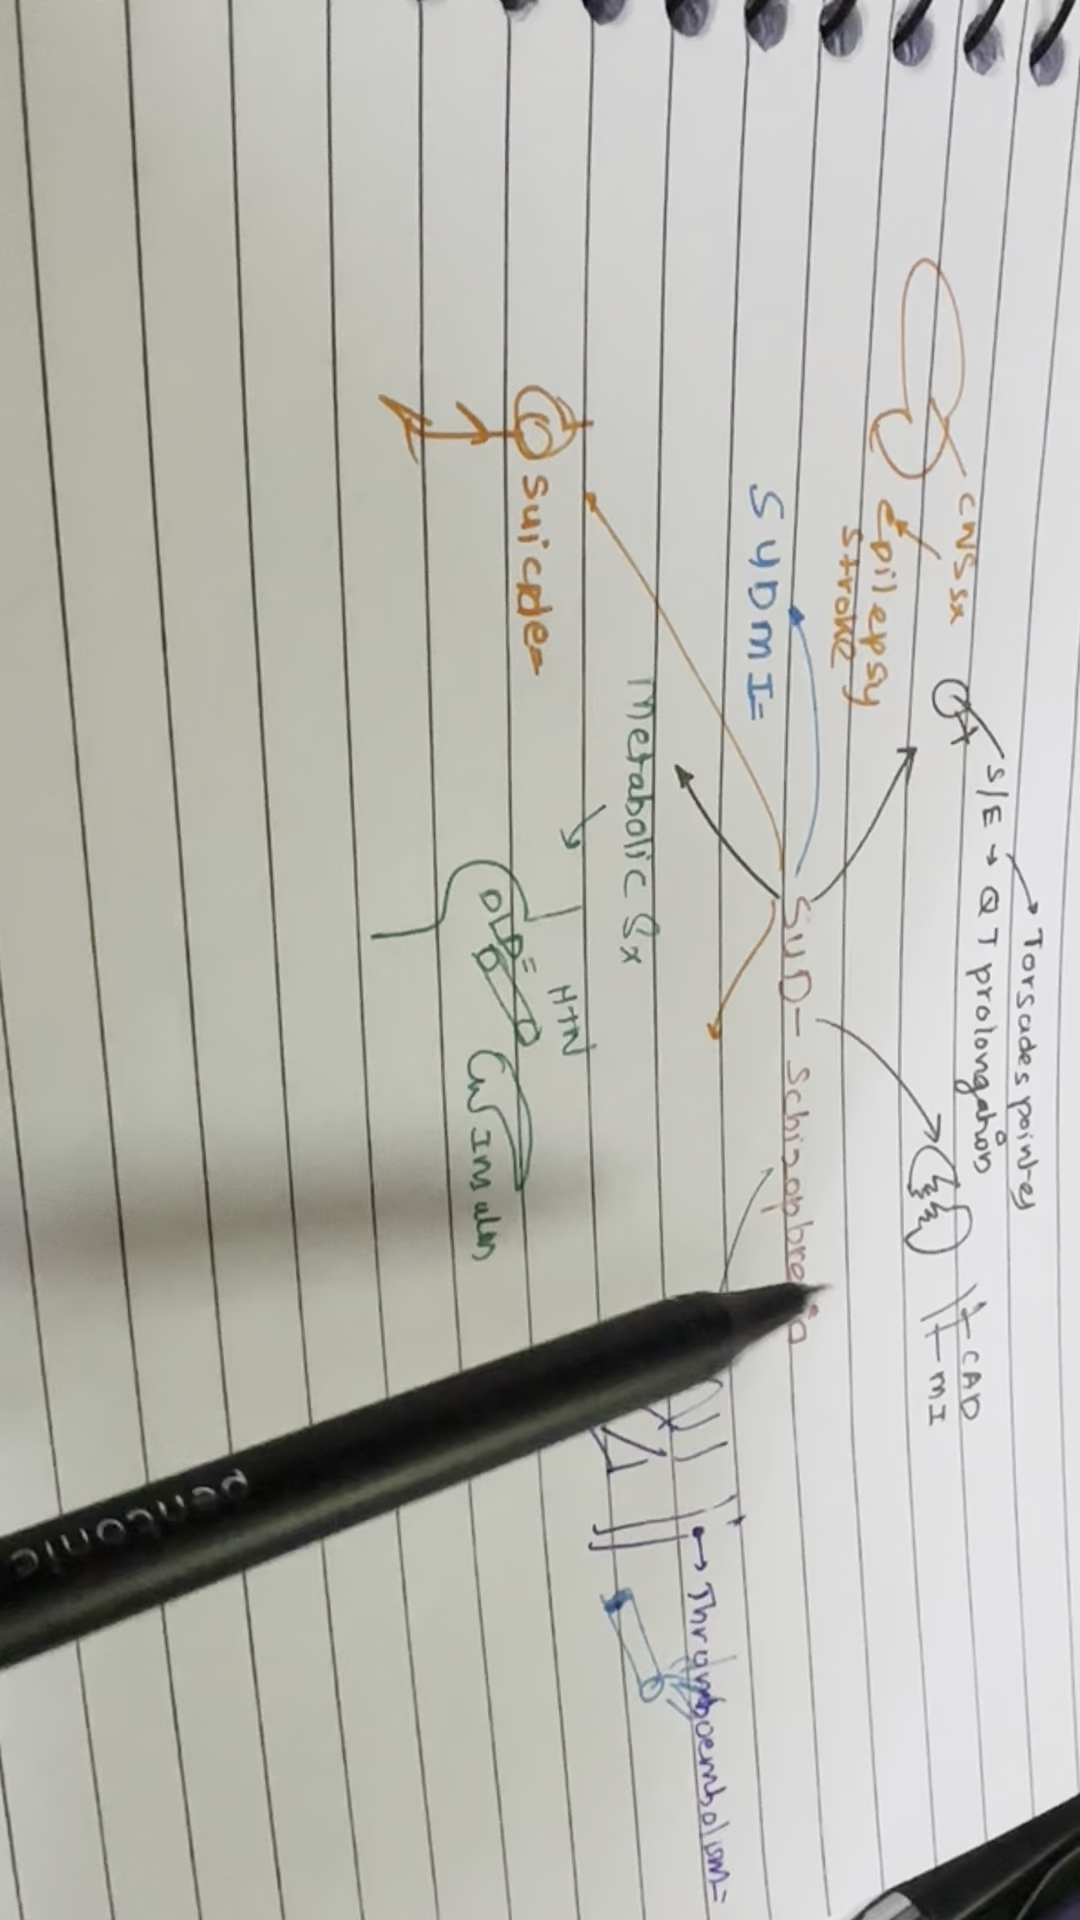 Torsades pointes
S/E → QT prolongation
CNS sx
epilepsy
stroke
CAD
MI
SUD - Schizophrenia
SUDMI =
Metabolic Sx
suicide =
HTN
DLD =
Insulin
→ Thromboembolism =
pentonic